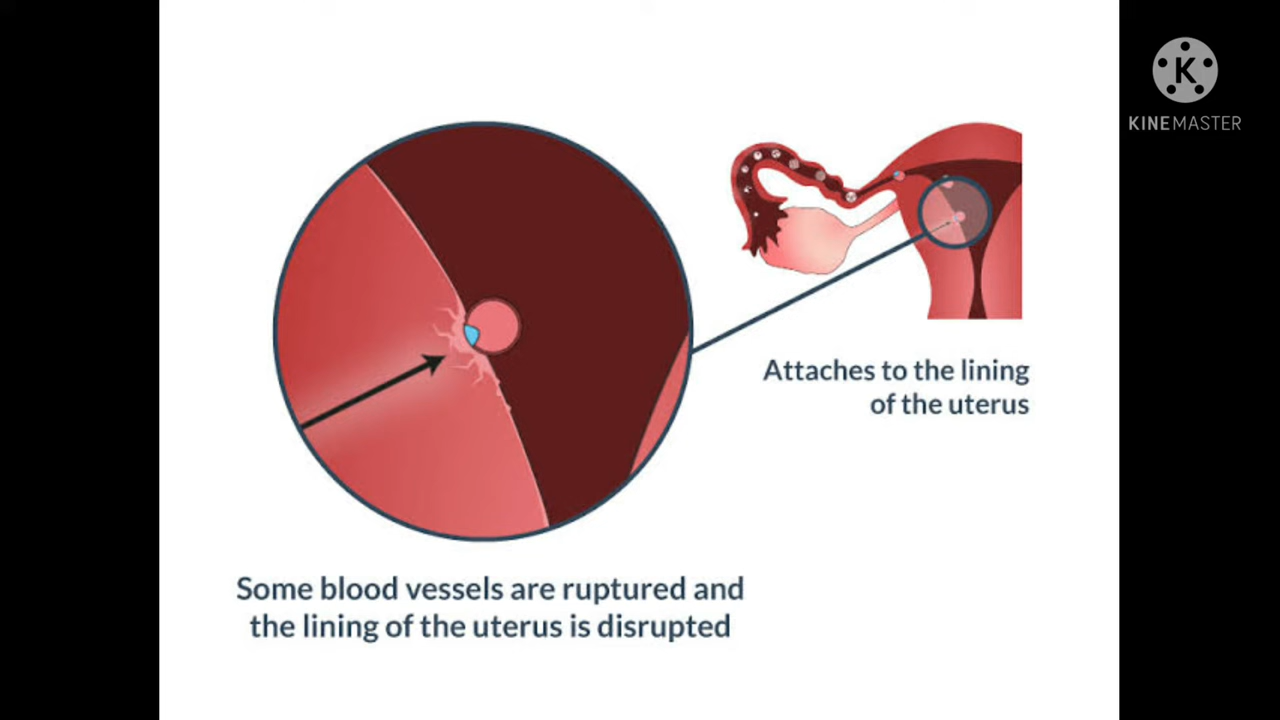 K
KINEMASTER
Attaches to the lining
of the uterus
Some blood vessels are ruptured and
the lining of the uterus is disrupted